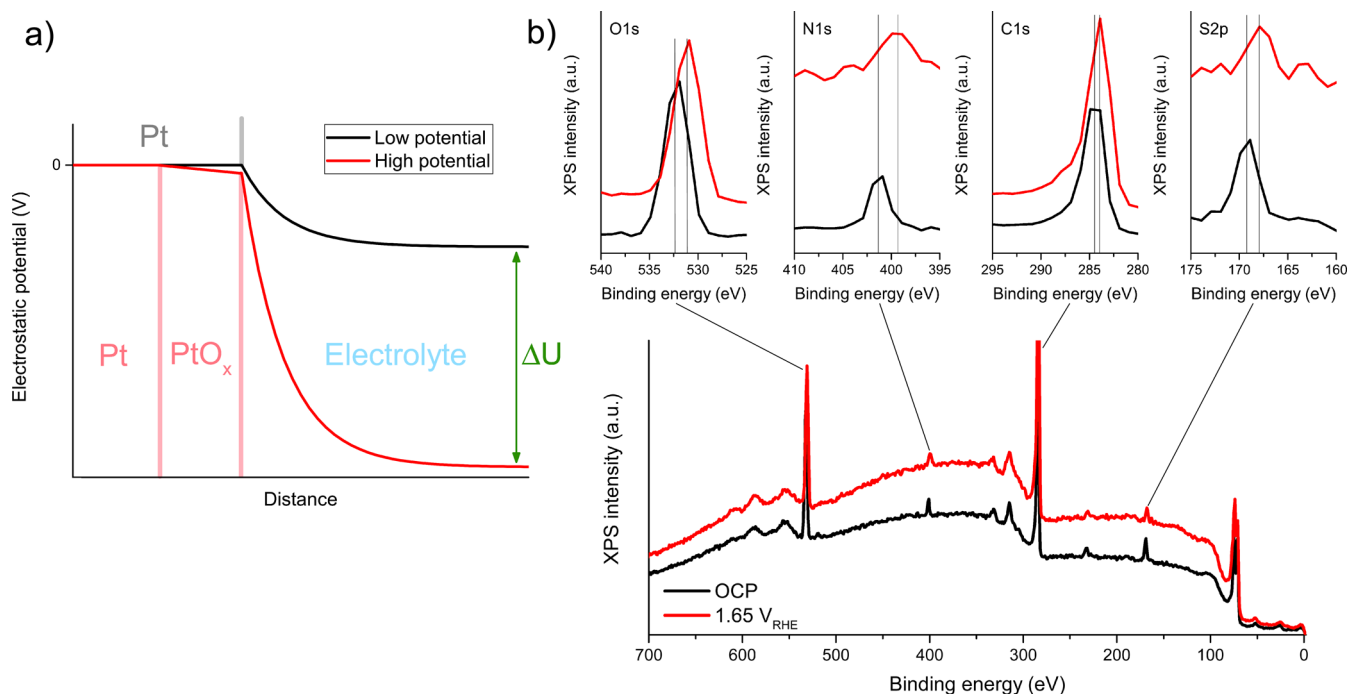 a)
Pt
Low potential
High potential
0
Electrostatic potential (V)
Pt
PtOx
Electrolyte
ΔU
Distance
b)
O1s
XPS intensity (a.u.)
540 535 530 525
Binding energy (eV)
N1s
XPS intensity (a.u.)
410 405 400 395
Binding energy (eV)
C1s
XPS intensity (a.u.)
295 290 285 280
Binding energy (eV)
S2p
XPS intensity (a.u.)
175 170 165 160
Binding energy (eV)
XPS intensity (a.u.)
OCP
1.65 VRHE
700 600 500 400 300 200 100 0
Binding energy (eV)